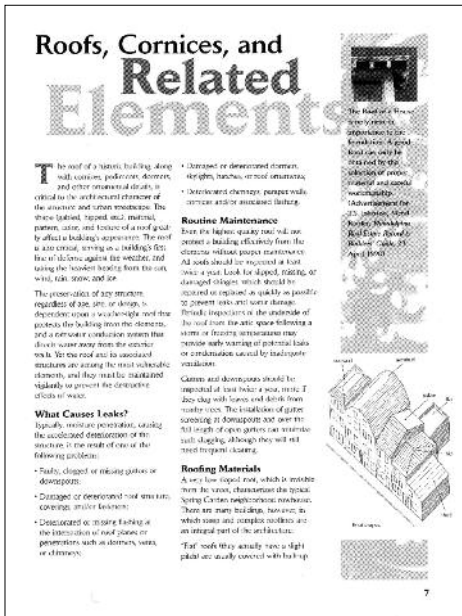 Roofs, Cornices, and
Related
Elements
The roof of a historic building, along
with cornices, pediments, dormers,
and other ornamental details, is
critical to the architectural character of
the structure and urban streetscape. The
shape (gabled, hipped, etc.), material,
pattern, color, and texture of a roof great-
ly affect a building's appearance. The roof
is also critical, serving as a building's first
line of defense against the weather, and
taking the heaviest beating from the sun,
wind, rain, snow, and ice.
The preservation of any structure,
regardless of age, size, or design, is
dependent upon a weather-tight roof that
protects the building from the elements,
and a rainwater conduction system that
directs water away from the exterior
walls. Yet the roof and its associated
structures are among the most vulnerable
elements, and they must be maintained
vigilantly to prevent the destructive
effects of water.
What Causes Leaks?
Typically, moisture penetration, causing
the accelerated deterioration of the
structure, is the result of one of the
following problems:
• Faulty, clogged or missing gutters or
downspouts;
• Damaged or deteriorated roof structure,
coverings, and/or fasteners;
• Deteriorated or missing flashing at
the intersection of roof planes or
penetrations such as dormers, vents,
or chimneys;
• Damaged or deteriorated dormers,
skylights, hatches, or roof ornaments;
• Deteriorated chimneys, parapet walls,
cornices and/or associated flashing.
Routine Maintenance
Even the highest quality roof will not
protect a building effectively from the
elements without proper maintenance.
All roofs should be inspected at least
twice a year. Look for slipped, missing, or
damaged shingles, which should be
repaired or replaced as quickly as possible
to prevent leaks and water damage.
Periodic inspections of the underside of
the roof from the attic space following a
storm or freezing temperatures may
provide early warning of potential leaks
or condensation caused by inadequate
ventilation.
Gutters and downspouts should be
inspected at least twice a year, more if
they clog with leaves and debris from
nearby trees. The installation of gutter
screening at downspouts and over the
full length of open gutters can minimize
such clogging, although they will still
need frequent cleaning.
Roofing Materials
A very low sloped roof, which is invisible
from the street, characterizes the typical
Spring Garden neighborhood rowhouse.
There are many buildings, however, in
which steep and complex rooflines are
an integral part of the architecture.
"Flat" roofs (they actually have a slight
pitch) are usually covered with built-up
The Roof of a House
is only next in
importance to the
foundation. A good
Roof can only be
obtained by the
selection of proper
material and careful
workmanship.
(Advertisement for
Metal
Roofer, Philadelphia
Real Estate Record &
Builders' Guide, 23
April 1890)
mansard
gable
flat
7